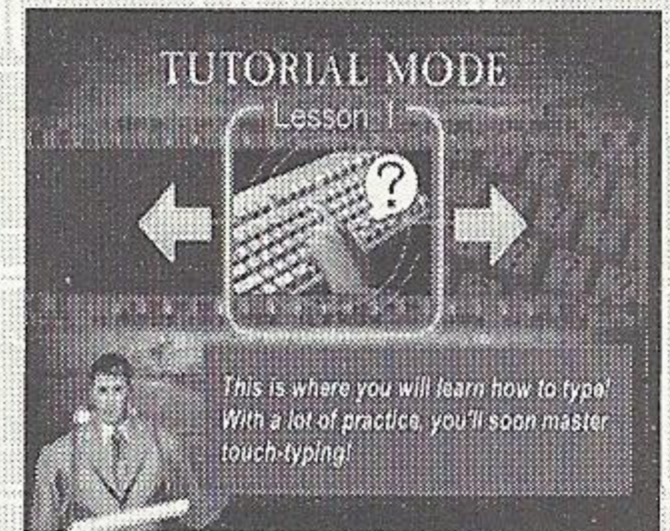 TUTORIAL MODE
Lesson 1
?
This is where you will learn how to type!
With a lot of practice, you'll soon master
touch-typing!